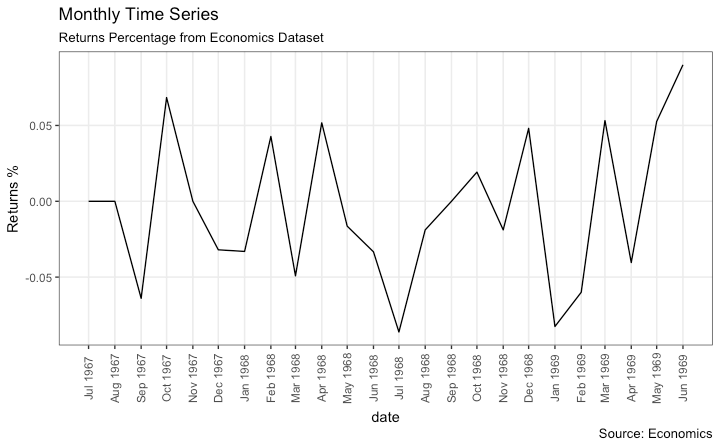 Monthly Time Series
Returns Percentage from Economics Dataset
Returns %
0.05
0.00
-0.05
Jul 1967
Aug 1967
Sep 1967
Oct 1967
Nov 1967
Dec 1967
Jan 1968
Feb 1968
Mar 1968
Apr 1968
May 1968
Jun 1968
Jul 1968
Aug 1968
Sep 1968
Oct 1968
Nov 1968
Dec 1968
Jan 1969
Feb 1969
Mar 1969
Apr 1969
May 1969
Jun 1969
date
Source: Economics